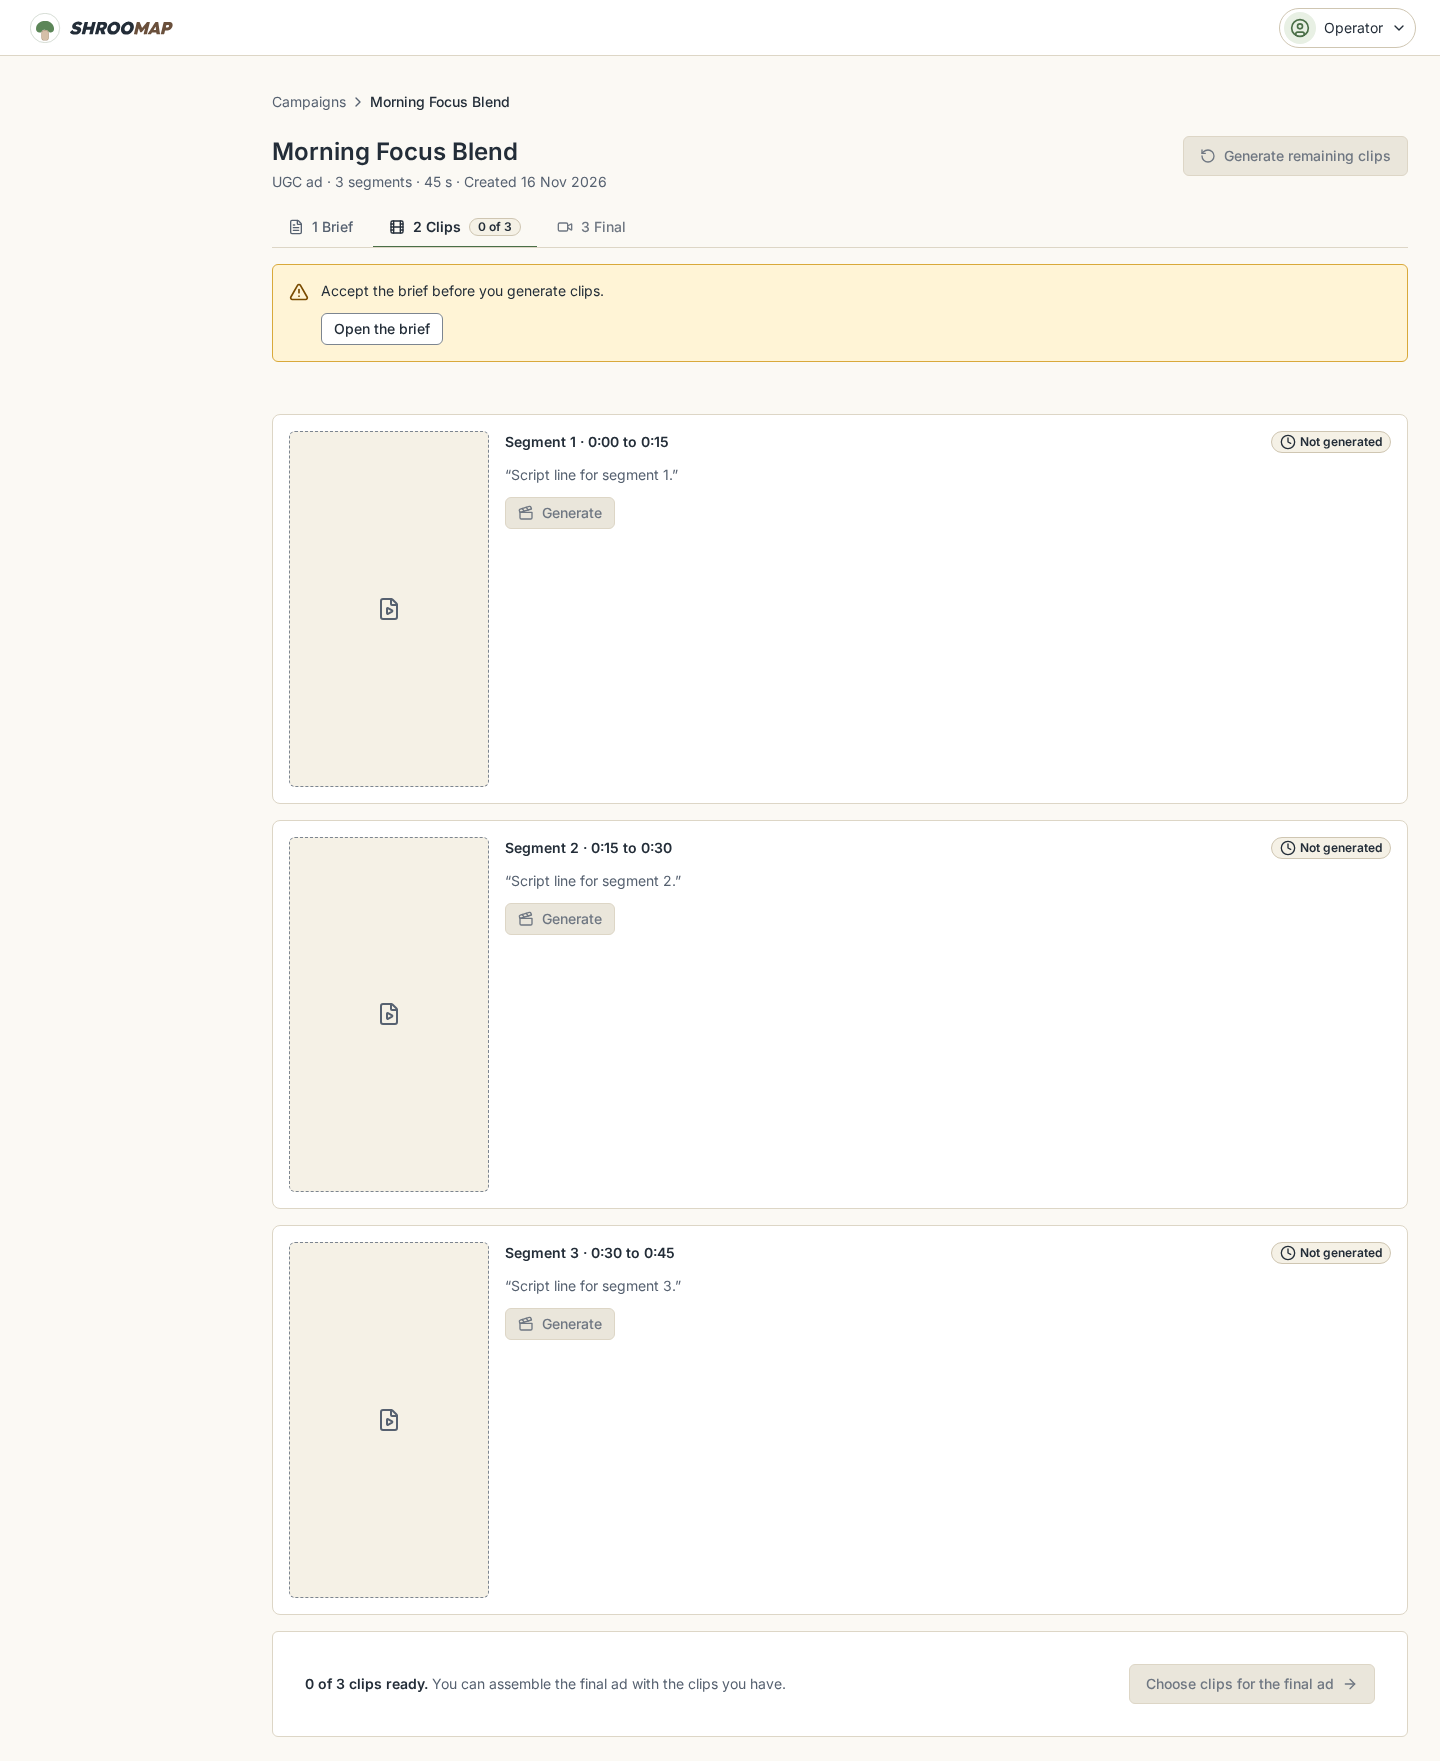 SHROOMAP
Operator
Campaigns > Morning Focus Blend
Morning Focus Blend
Generate remaining clips
UGC ad · 3 segments · 45 s · Created 16 Nov 2026
1 Brief
2 Clips 0 of 3
3 Final
Accept the brief before you generate clips.
Open the brief
Segment 1 · 0:00 to 0:15
Not generated
“Script line for segment 1.”
Generate
Segment 2 · 0:15 to 0:30
Not generated
“Script line for segment 2.”
Generate
Segment 3 · 0:30 to 0:45
Not generated
“Script line for segment 3.”
Generate
0 of 3 clips ready. You can assemble the final ad with the clips you have.
Choose clips for the final ad →